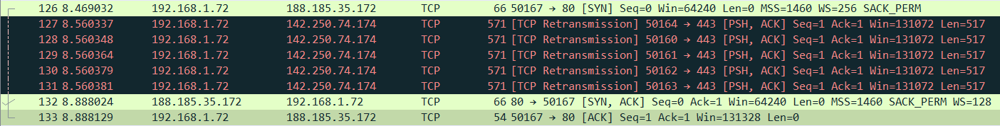 126 8.469032 192.168.1.72 188.185.35.172 TCP 66 50167 → 80 [SYN] Seq=0 Win=64240 Len=0 MSS=1460 WS=256 SACK_PERM
127 8.560337 192.168.1.72 142.250.74.174 TCP 571 [TCP Retransmission] 50164 → 443 [PSH, ACK] Seq=1 Ack=1 Win=131072 Len=517
128 8.560348 192.168.1.72 142.250.74.174 TCP 571 [TCP Retransmission] 50160 → 443 [PSH, ACK] Seq=1 Ack=1 Win=131072 Len=517
129 8.560364 192.168.1.72 142.250.74.174 TCP 571 [TCP Retransmission] 50161 → 443 [PSH, ACK] Seq=1 Ack=1 Win=131072 Len=517
130 8.560379 192.168.1.72 142.250.74.174 TCP 571 [TCP Retransmission] 50162 → 443 [PSH, ACK] Seq=1 Ack=1 Win=131072 Len=517
131 8.560381 192.168.1.72 142.250.74.174 TCP 571 [TCP Retransmission] 50163 → 443 [PSH, ACK] Seq=1 Ack=1 Win=131072 Len=517
132 8.888024 188.185.35.172 192.168.1.72 TCP 66 80 → 50167 [SYN, ACK] Seq=0 Ack=1 Win=64240 Len=0 MSS=1460 SACK_PERM WS=128
133 8.888129 192.168.1.72 188.185.35.172 TCP 54 50167 → 80 [ACK] Seq=1 Ack=1 Win=131328 Len=0